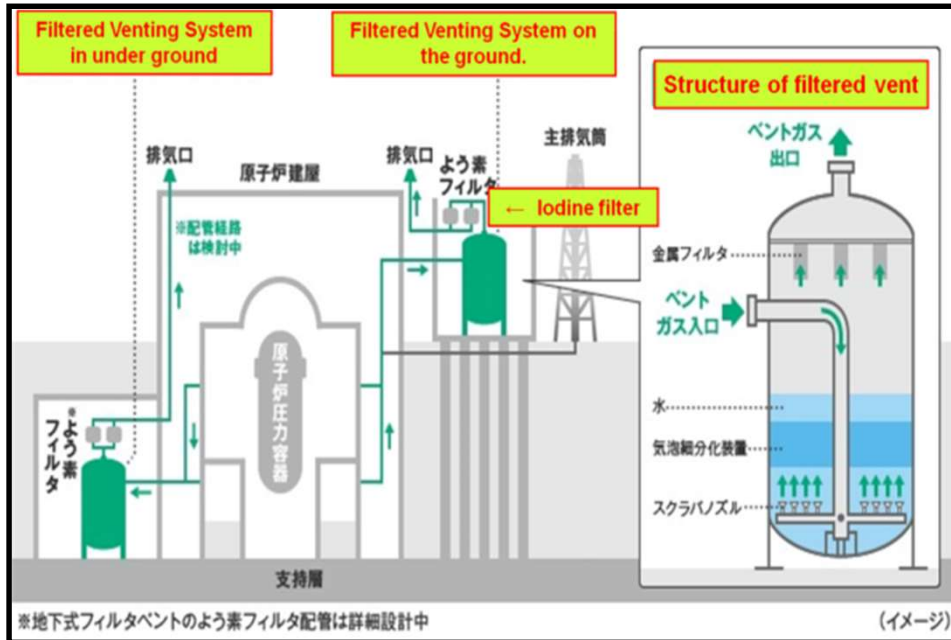 Filtered Venting System
in under ground
Filtered Venting System on
the ground.
Structure of filtered vent
排気口
原子炉建屋
排気口
よう素
フィルタ
主排気筒
← Iodine filter
※配管経路
は検討中
原子炉圧力容器
※よう素
フィルタ
支持層
ベントガス
出口
金属フィルタ
ベント
ガス入口
水
気泡細分化装置
スクラバノズル
※地下式フィルタベントのよう素フィルタ配管は詳細設計中
(イメージ)